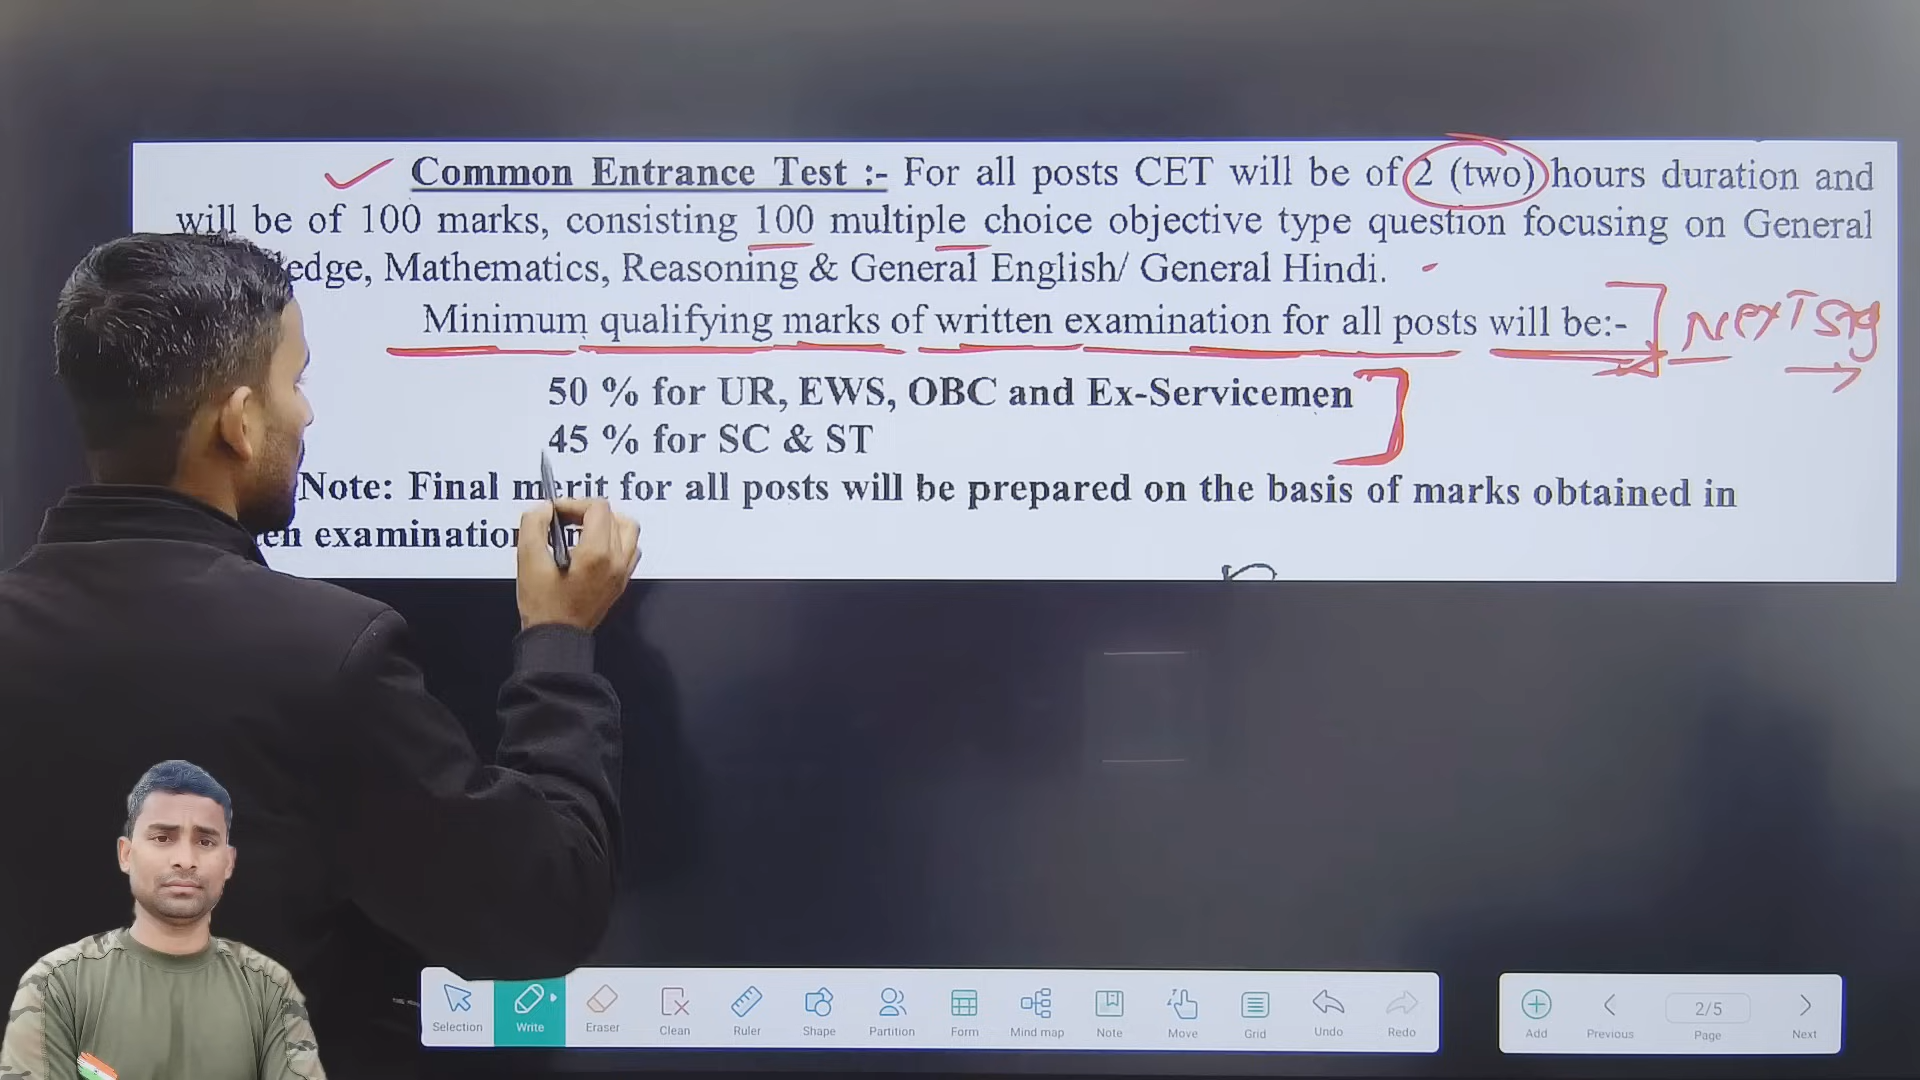 Common Entrance Test :- For all posts CET will be of 2 (two) hours duration and
will be of 100 marks, consisting 100 multiple choice objective type question focusing on General
edge, Mathematics, Reasoning & General English/ General Hindi.
Minimum qualifying marks of written examination for all posts will be:-
NEXT
50 % for UR, EWS, OBC and Ex-Servicemen
45 % for SC & ST
Note: Final merit for all posts will be prepared on the basis of marks obtained in
en examination
Selection Write Eraser Clean Ruler Shape Partition Form Mind map Note Move Grid Undo Redo
Add Previous 2/5 Page Next